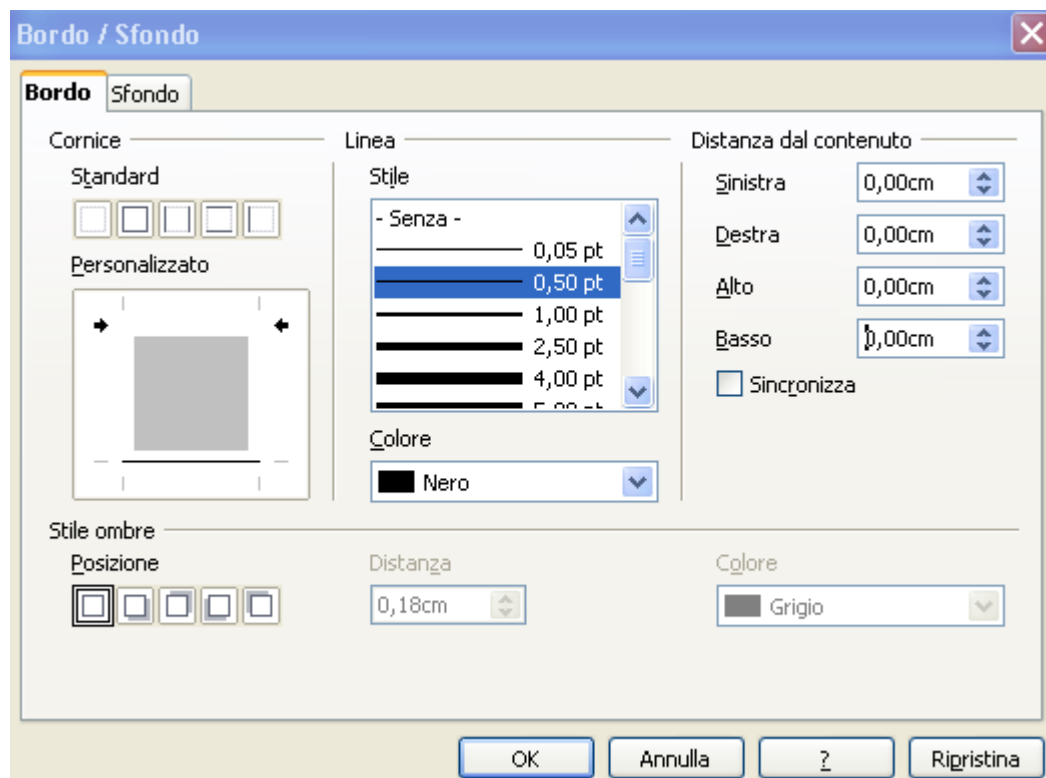 Bordo / Sfondo
Bordo Sfondo
Cornice
Standard
Personalizzato
Linea
Stile
- Senza -
0,05 pt
0,50 pt
1,00 pt
2,50 pt
4,00 pt
Colore
Nero
Distanza dal contenuto
Sinistra 0,00cm
Destra 0,00cm
Alto 0,00cm
Basso 0,00cm
Sincronizza
Stile ombre
Posizione
Distanza
0,18cm
Colore
Grigio
OK Annulla ? Ripristina